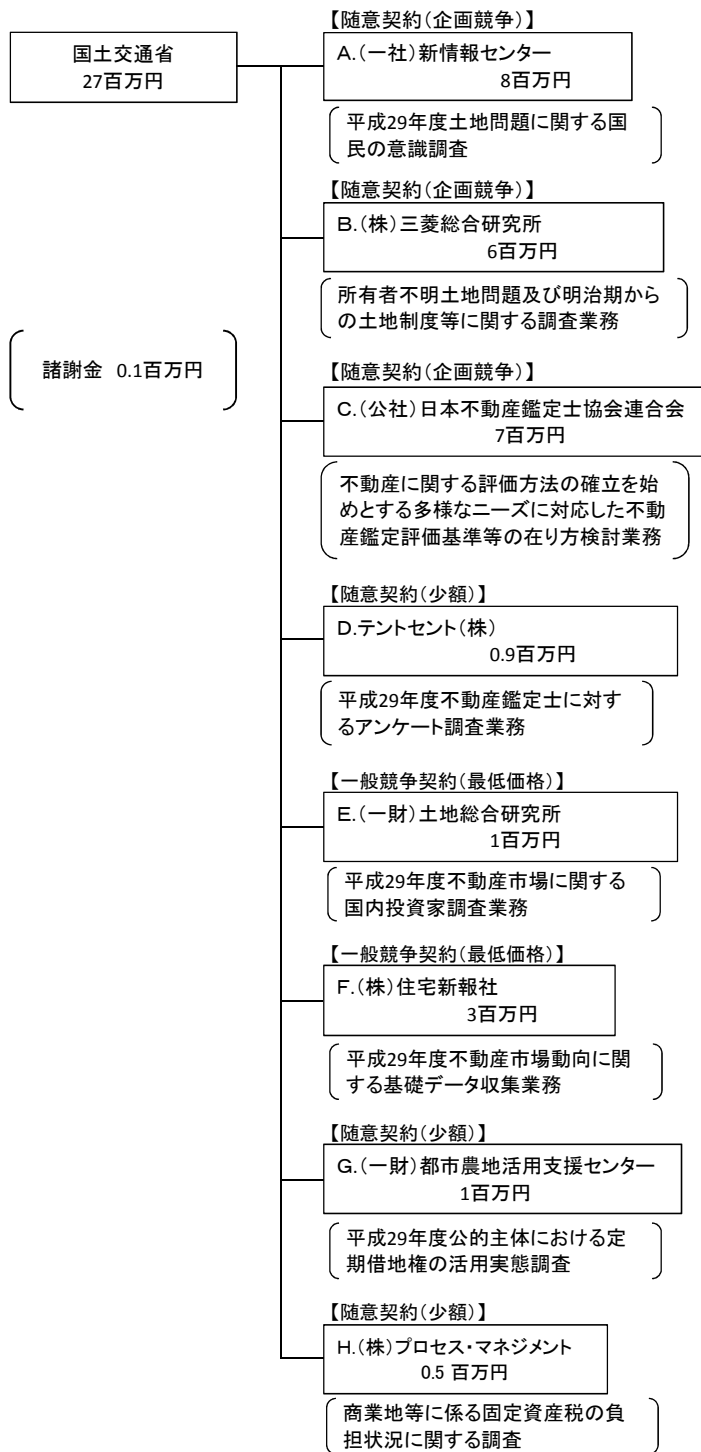 国土交通省
27百万円
諸謝金 0.1百万円
【随意契約(企画競争)】
A.(一社)新情報センター
8百万円
平成29年度土地問題に関する国
民の意識調査
【随意契約(企画競争)】
B.(株)三菱総合研究所
6百万円
所有者不明土地問題及び明治期から
の土地制度等に関する調査業務
【随意契約(企画競争)】
C.(公社)日本不動産鑑定士協会連合会
7百万円
不動産に関する評価方法の確立を始
めとする多様なニーズに対応した不動
産鑑定評価基準等の在り方検討業務
【随意契約(少額)】
D.テントセント(株)
0.9百万円
平成29年度不動産鑑定士に対す
るアンケート調査業務
【一般競争契約(最低価格)】
E.(一財)土地総合研究所
1百万円
平成29年度不動産市場に関する
国内投資家調査業務
【一般競争契約(最低価格)】
F.(株)住宅新報社
3百万円
平成29年度不動産市場動向に関
する基礎データ収集業務
【随意契約(少額)】
G.(一財)都市農地活用支援センター
1百万円
平成29年度公的主体における定
期借地権の活用実態調査
【随意契約(少額)】
H.(株)プロセス・マネジメント
0.5 百万円
商業地等に係る固定資産税の負
担状況に関する調査